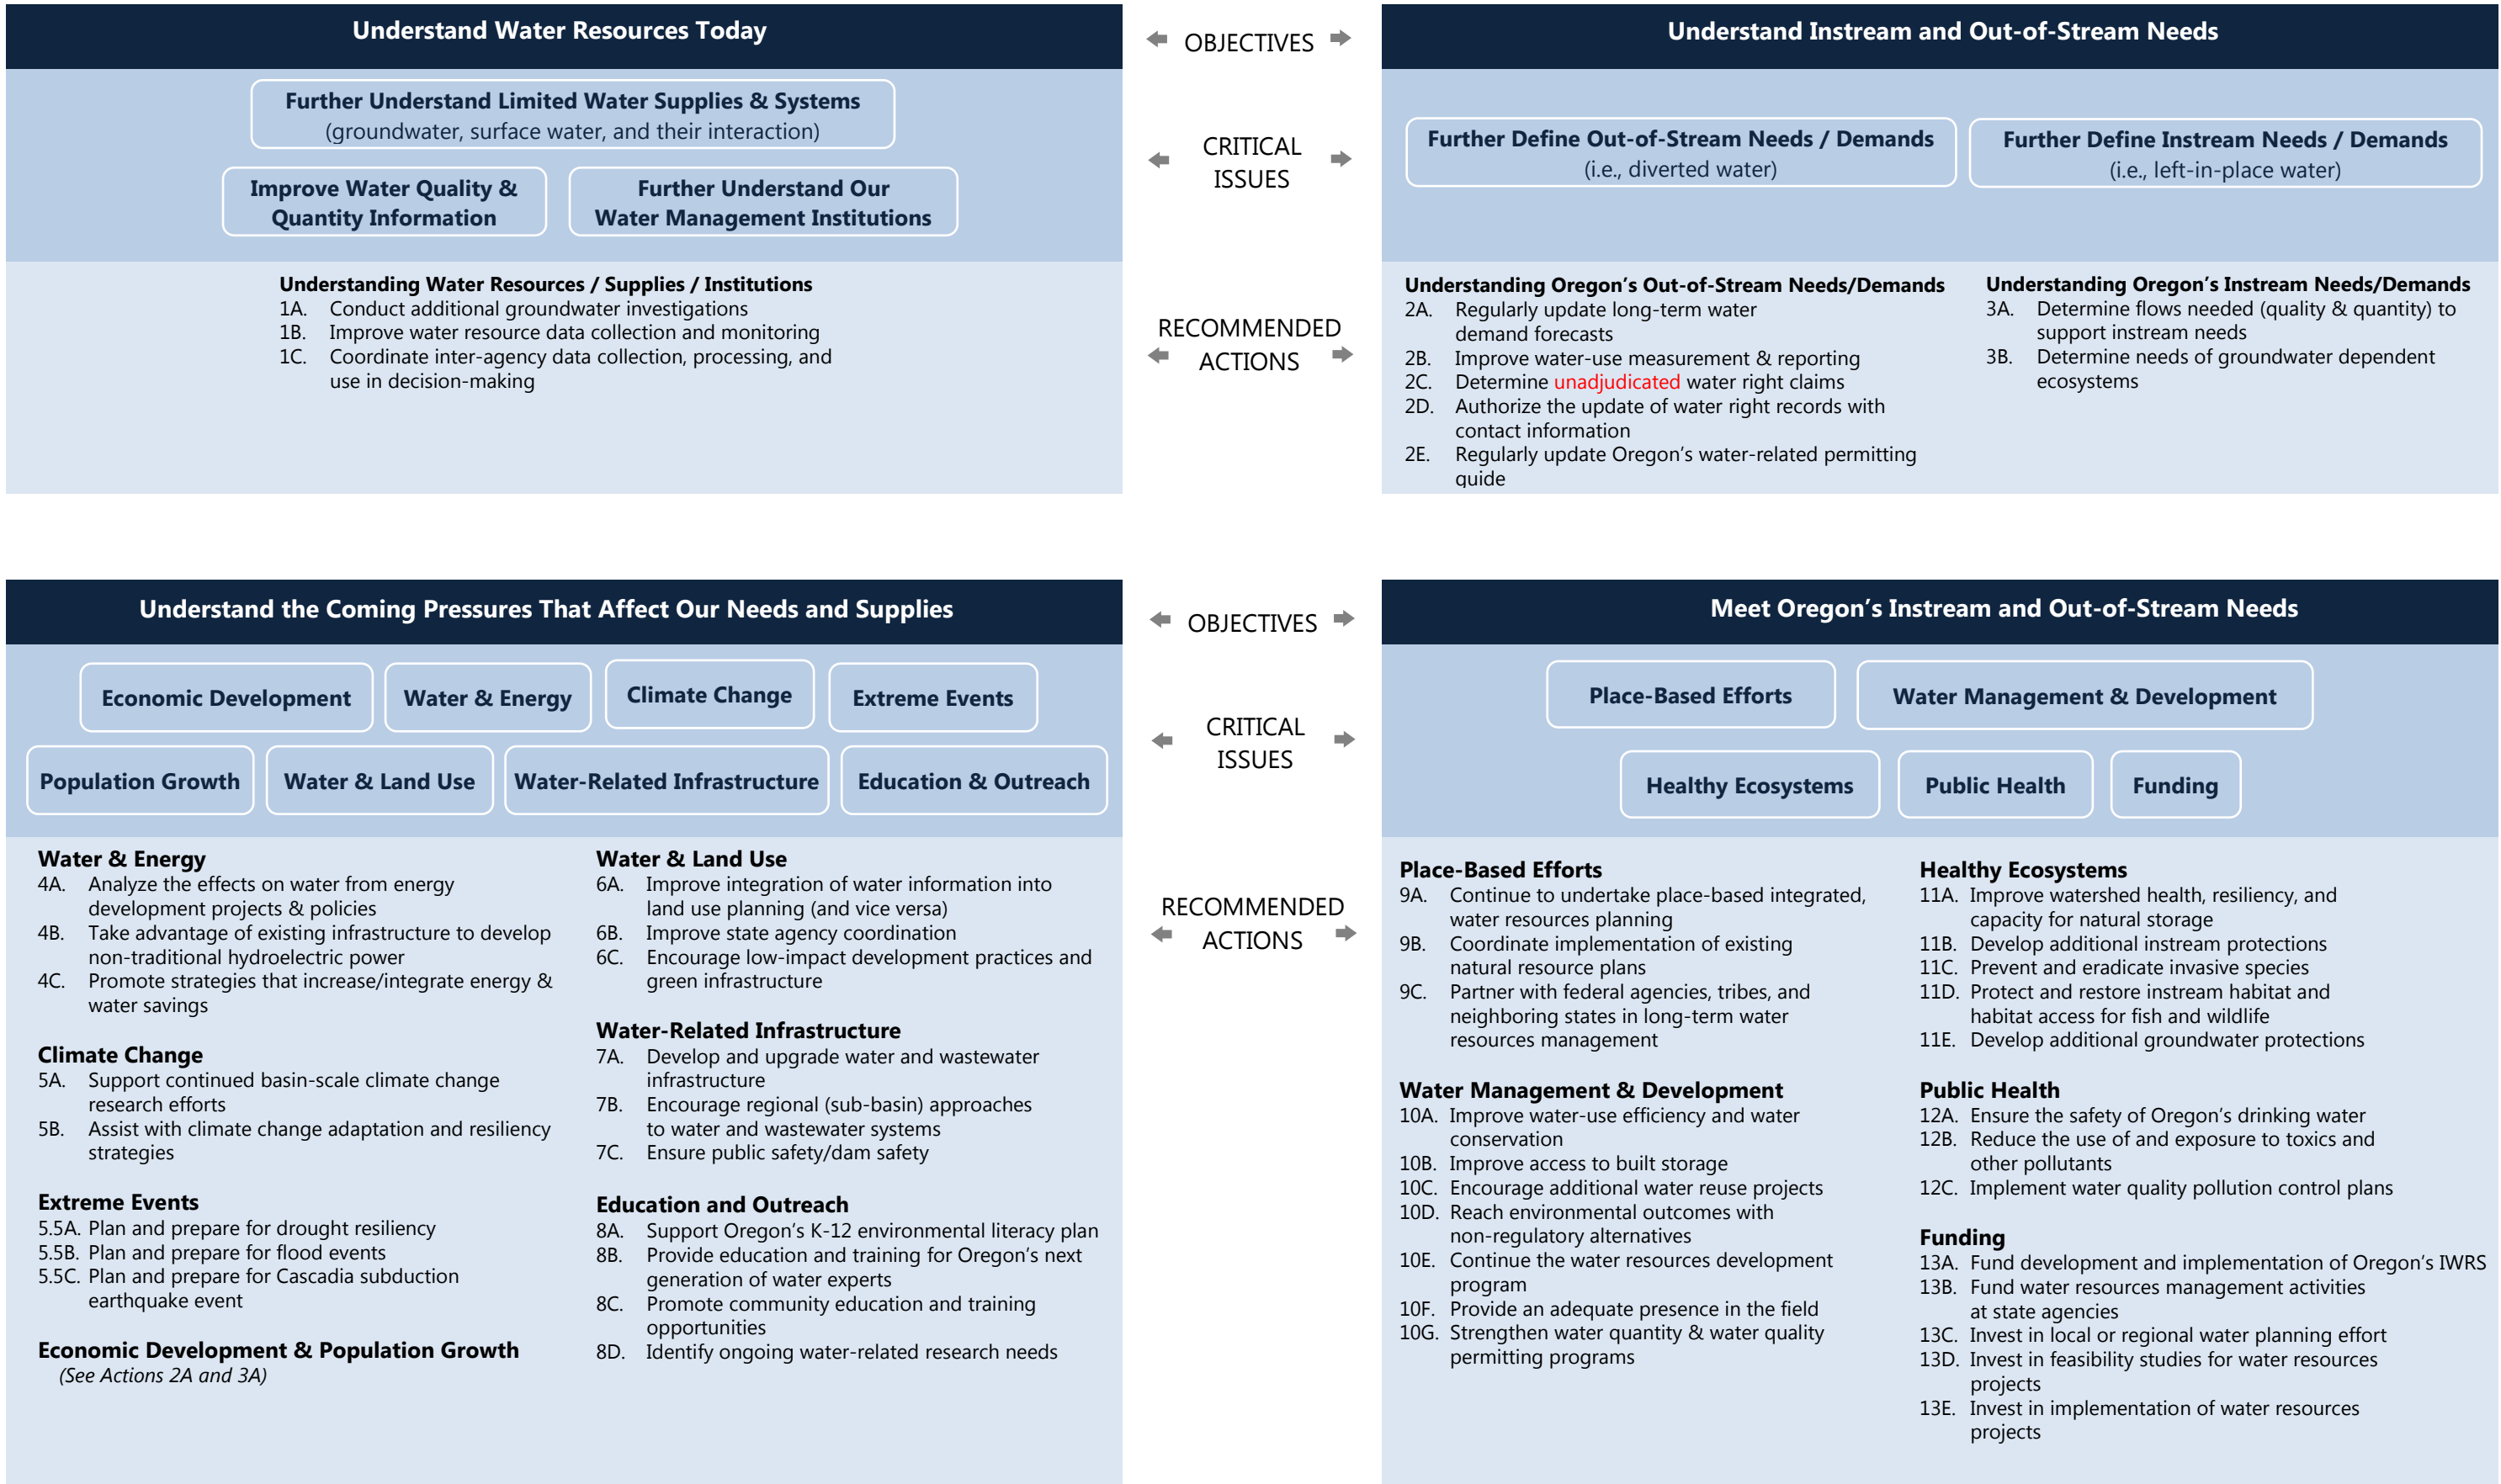 Understand Water Resources Today
Further Understand Limited Water Supplies & Systems
(groundwater, surface water, and their interaction)
Improve Water Quality &
Quantity Information
Further Understand Our
Water Management Institutions
Understanding Water Resources / Supplies / Institutions
1A. Conduct additional groundwater investigations
1B. Improve water resource data collection and monitoring
1C. Coordinate inter-agency data collection, processing, and
use in decision-making
OBJECTIVES
CRITICAL
ISSUES
RECOMMENDED
ACTIONS
Understand Instream and Out-of-Stream Needs
Further Define Out-of-Stream Needs / Demands
(i.e., diverted water)
Further Define Instream Needs / Demands
(i.e., left-in-place water)
Understanding Oregon's Out-of-Stream Needs/Demands
2A. Regularly update long-term water
demand forecasts
2B. Improve water-use measurement & reporting
2C. Determine unadjudicated water right claims
2D. Authorize the update of water right records with
contact information
2E. Regularly update Oregon's water-related permitting
guide
Understanding Oregon's Instream Needs/Demands
3A. Determine flows needed (quality & quantity) to
support instream needs
3B. Determine needs of groundwater dependent
ecosystems
Understand the Coming Pressures That Affect Our Needs and Supplies
Economic Development
Water & Energy
Climate Change
Extreme Events
Population Growth
Water & Land Use
Water-Related Infrastructure
Education & Outreach
Water & Energy
4A. Analyze the effects on water from energy
development projects & policies
4B. Take advantage of existing infrastructure to develop
non-traditional hydroelectric power
4C. Promote strategies that increase/integrate energy &
water savings
Climate Change
5A. Support continued basin-scale climate change
research efforts
5B. Assist with climate change adaptation and resiliency
strategies
Extreme Events
5.5A. Plan and prepare for drought resiliency
5.5B. Plan and prepare for flood events
5.5C. Plan and prepare for Cascadia subduction
earthquake event
Economic Development & Population Growth
(See Actions 2A and 3A)
Water & Land Use
6A. Improve integration of water information into
land use planning (and vice versa)
6B. Improve state agency coordination
6C. Encourage low-impact development practices and
green infrastructure
Water-Related Infrastructure
7A. Develop and upgrade water and wastewater
infrastructure
7B. Encourage regional (sub-basin) approaches
to water and wastewater systems
7C. Ensure public safety/dam safety
Education and Outreach
8A. Support Oregon's K-12 environmental literacy plan
8B. Provide education and training for Oregon's next
generation of water experts
8C. Promote community education and training
opportunities
8D. Identify ongoing water-related research needs
OBJECTIVES
CRITICAL
ISSUES
RECOMMENDED
ACTIONS
Meet Oregon's Instream and Out-of-Stream Needs
Place-Based Efforts
Water Management & Development
Healthy Ecosystems
Public Health
Funding
Place-Based Efforts
9A. Continue to undertake place-based integrated,
water resources planning
9B. Coordinate implementation of existing
natural resource plans
9C. Partner with federal agencies, tribes, and
neighboring states in long-term water
resources management
Water Management & Development
10A. Improve water-use efficiency and water
conservation
10B. Improve access to built storage
10C. Encourage additional water reuse projects
10D. Reach environmental outcomes with
non-regulatory alternatives
10E. Continue the water resources development
program
10F. Provide an adequate presence in the field
10G. Strengthen water quantity & water quality
permitting programs
Healthy Ecosystems
11A. Improve watershed health, resiliency, and
capacity for natural storage
11B. Develop additional instream protections
11C. Prevent and eradicate invasive species
11D. Protect and restore instream habitat and
habitat access for fish and wildlife
11E. Develop additional groundwater protections
Public Health
12A. Ensure the safety of Oregon's drinking water
12B. Reduce the use of and exposure to toxics and
other pollutants
12C. Implement water quality pollution control plans
Funding
13A. Fund development and implementation of Oregon's IWRS
13B. Fund water resources management activities
at state agencies
13C. Invest in local or regional water planning effort
13D. Invest in feasibility studies for water resources
projects
13E. Invest in implementation of water resources
projects